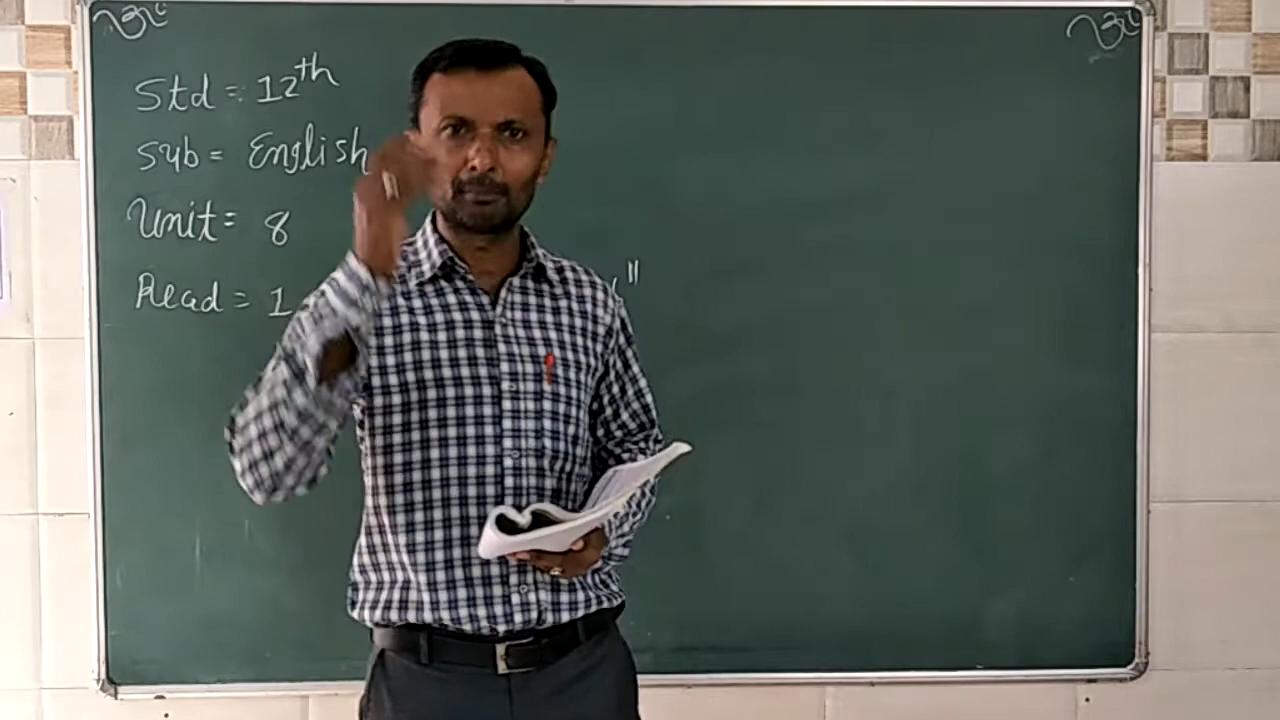 Std = 12th
Sub = English
Unit = 8
Read = 1